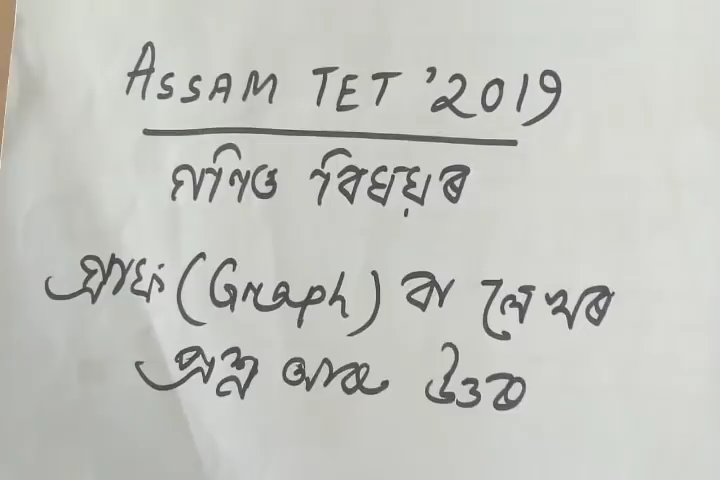 ASSAM TET '2019
গণিত বিষয়ৰ
গ্ৰাফ (Graph) বা লেখৰ
প্ৰশ্ন আৰু উত্তৰ